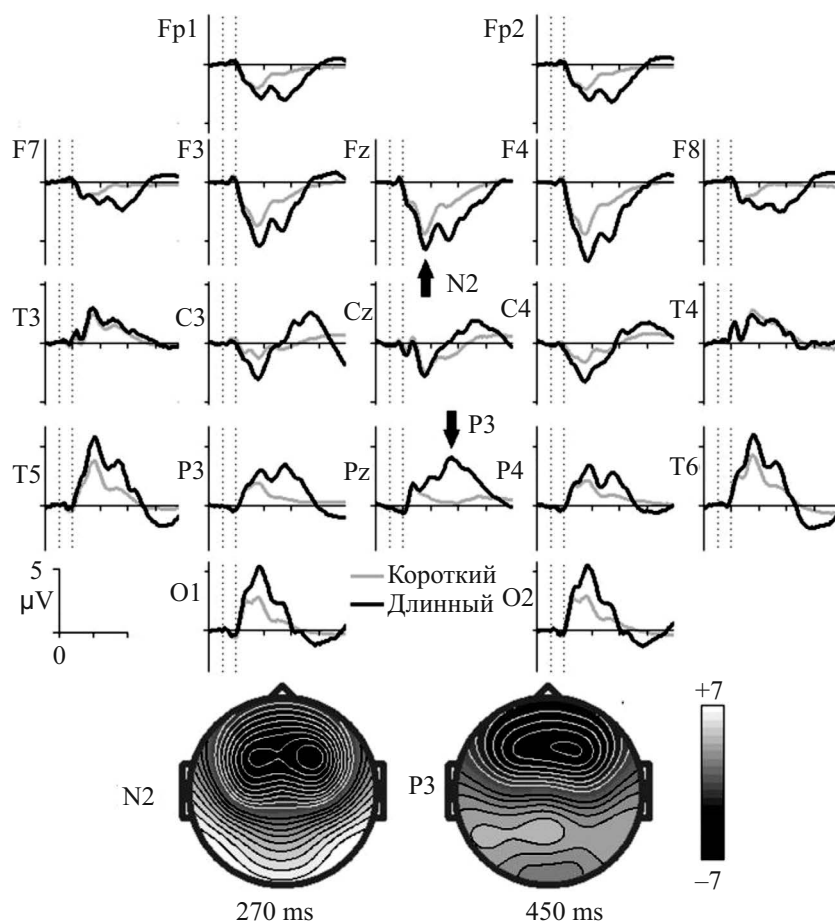 Fp1 Fp2
F7 F3 Fz F4 F8
N2
T3 C3 Cz C4 T4
P3
T5 P3 Pz P4 T6
5
μV
0
O1 Короткий O2
Длинный
+7
N2 P3
–7
270 ms 450 ms